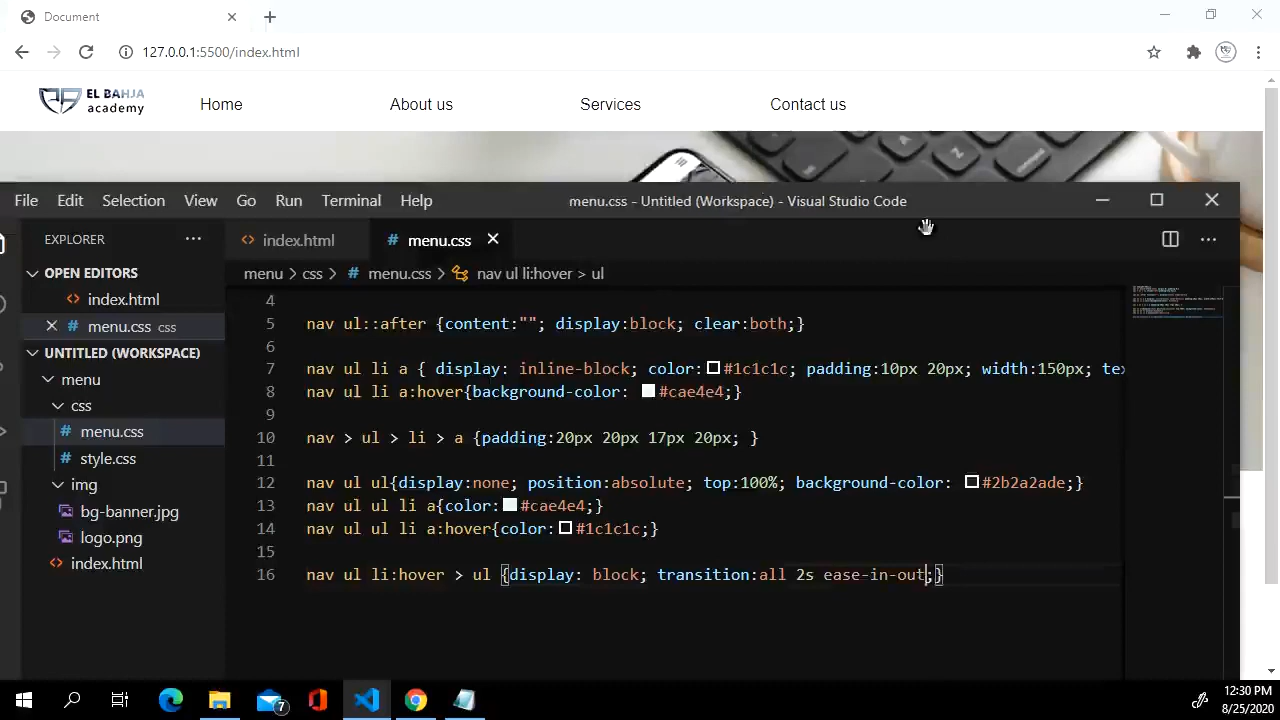 Document
127.0.0.1:5500/index.html
EL BAHJA
academy
Home
About us
Services
Contact us
File Edit Selection View Go Run Terminal Help
menu.css - Untitled (Workspace) - Visual Studio Code
EXPLORER
OPEN EDITORS
index.html
menu.css css
UNTITLED (WORKSPACE)
menu
css
menu.css
style.css
img
bg-banner.jpg
logo.png
index.html
index.html
menu.css
menu > css > menu.css > nav ul li:hover > ul
4
5 nav ul::after {content:""; display:block; clear:both;}
6
7 nav ul li a { display: inline-block; color:#1c1c1c; padding:10px 20px; width:150px; tex
8 nav ul li a:hover{background-color: #cae4e4;}
9
10 nav > ul > li > a {padding:20px 20px 17px 20px; }
11
12 nav ul ul{display:none; position:absolute; top:100%; background-color: #2b2a2ade;}
13 nav ul ul li a{color:#cae4e4;}
14 nav ul ul li a:hover{color:#1c1c1c;}
15
16 nav ul li:hover > ul {display: block; transition:all 2s ease-in-out;}
7
12:30 PM
8/25/2020